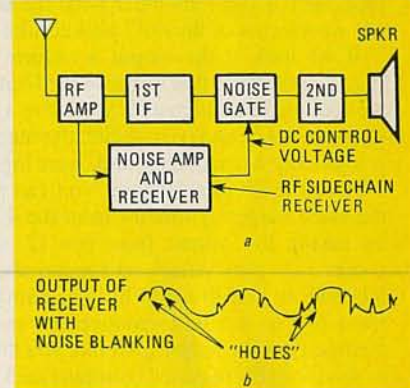 SPKR
RF
AMP
1ST
IF
NOISE
GATE
2ND
IF
NOISE AMP
AND
RECEIVER
DC CONTROL
VOLTAGE
RF SIDECHAIN
RECEIVER
a
OUTPUT OF
RECEIVER
WITH
NOISE BLANKING
"HOLES"
b